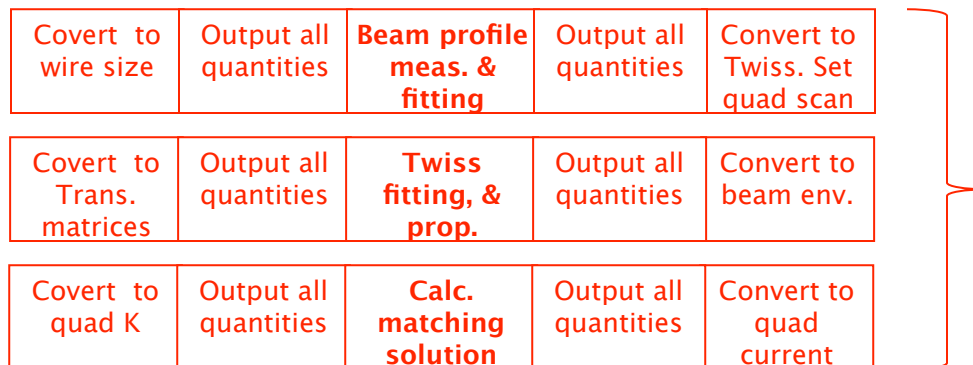 Covert to
wire size
Output all
quantities
Beam profile
meas. &
fitting
Output all
quantities
Convert to
Twiss. Set
quad scan
Covert to
Trans.
matrices
Output all
quantities
Twiss
fitting, &
prop.
Output all
quantities
Convert to
beam env.
Covert to
quad K
Output all
quantities
Calc.
matching
solution
Output all
quantities
Convert to
quad
current